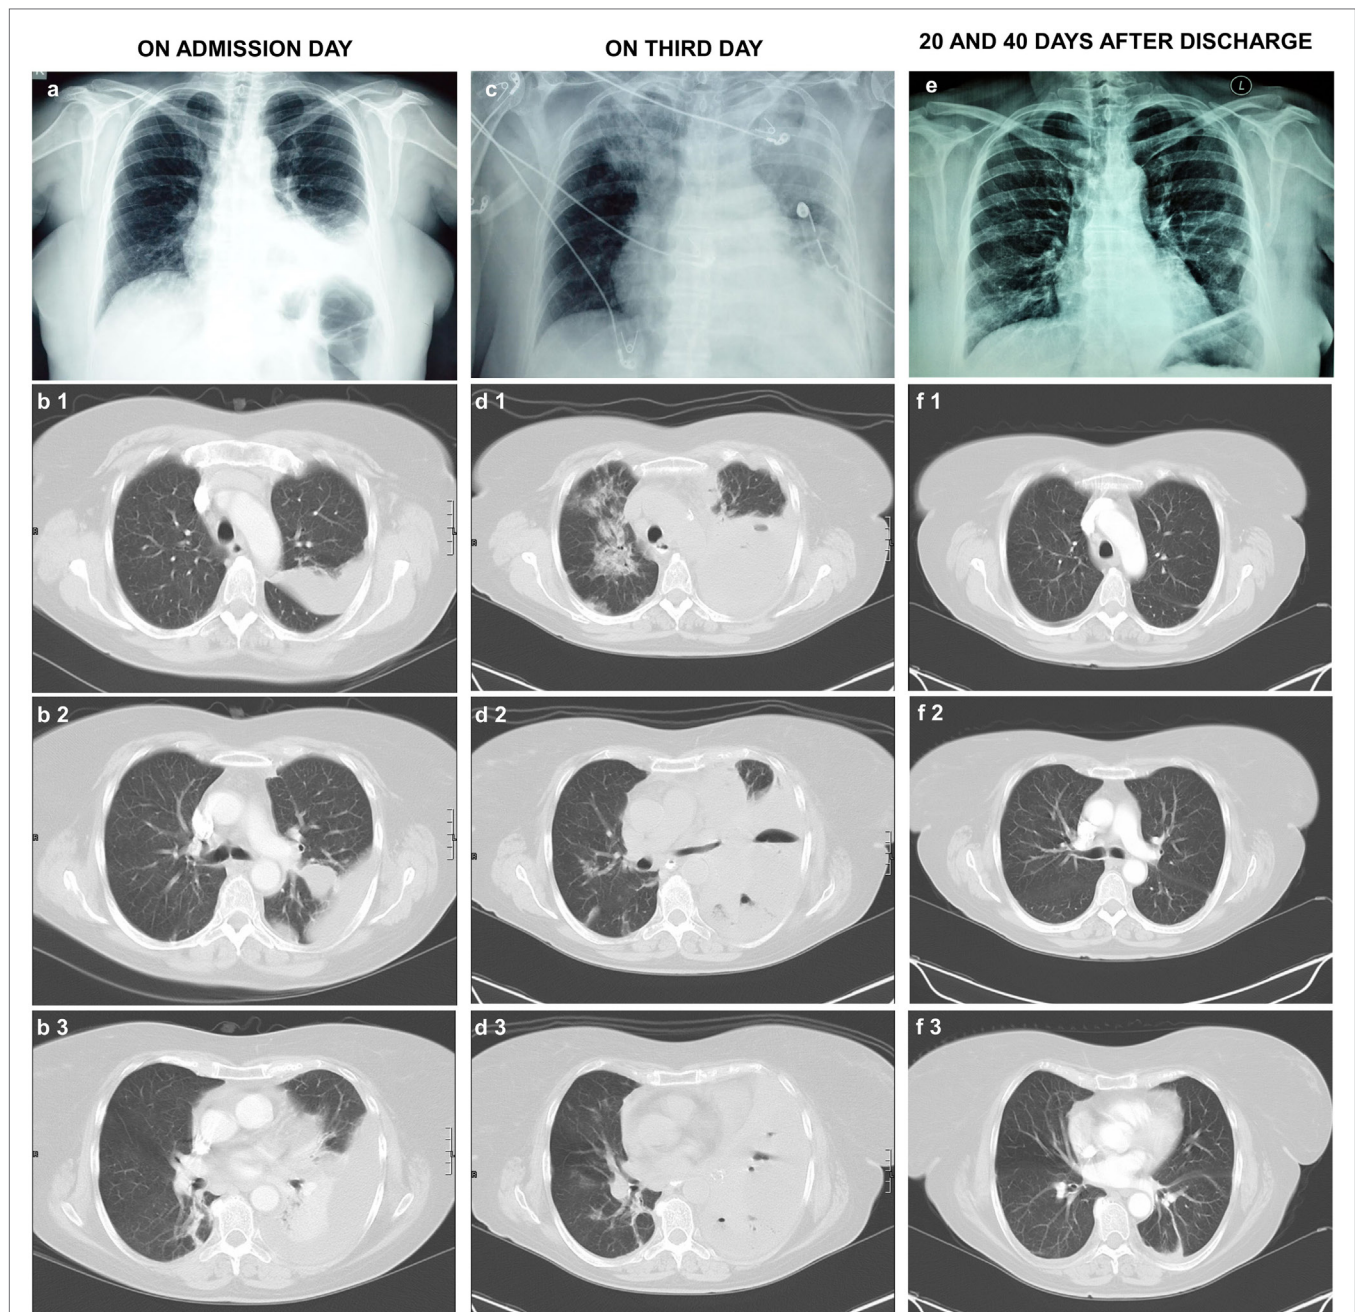 ON ADMISSION DAY
ON THIRD DAY
20 AND 40 DAYS AFTER DISCHARGE
R
a
c
e
L
b 1
d 1
f 1
b 2
d 2
f 2
b 3
d 3
f 3